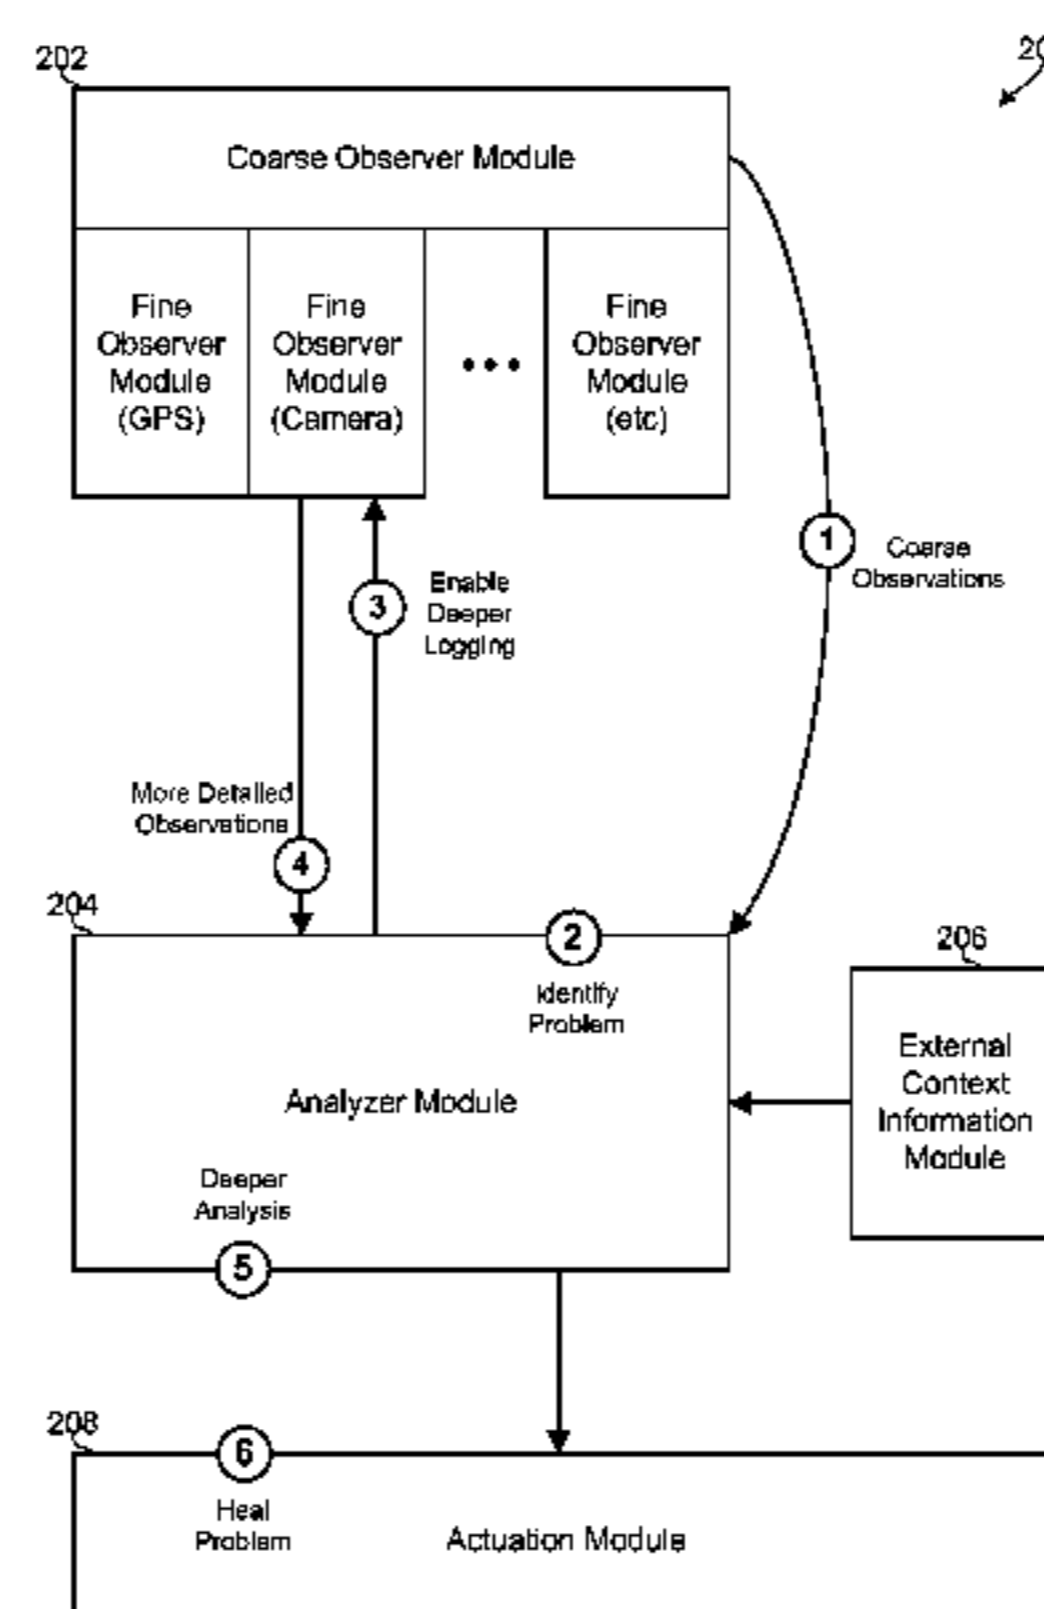 202
Coarse Observer Module
Fine
Observer
Module
(GPS)
Fine
Observer
Module
(Camera)
•••
Fine
Observer
Module
(etc)
1
Coarse
Observations
3
Enable
Deeper
Logging
More Detailed
Observations
4
204
2
Identify
Problem
206
External
Context
Information
Module
Analyzer Module
Deeper
Analysis
5
208
6
Heal
Problem
Actuation Module